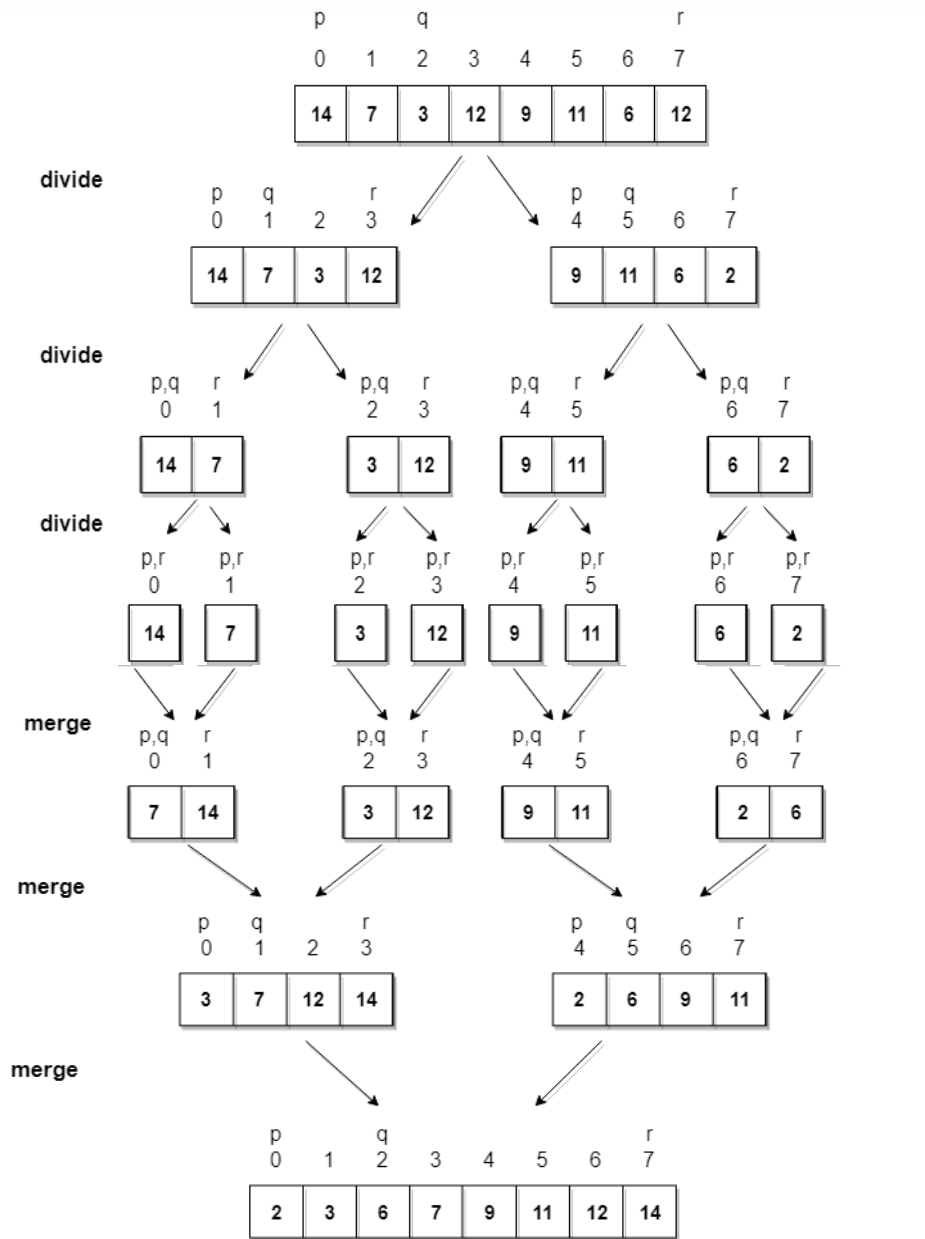 p q r
0 1 2 3 4 5 6 7
14 7 3 12 9 11 6 12
divide
p q r p q r
0 1 2 3 4 5 6 7
14 7 3 12 9 11 6 2
divide
p,q r p,q r p,q r p,q r
0 1 2 3 4 5 6 7
14 7 3 12 9 11 6 2
divide
p,r p,r p,r p,r p,r p,r p,r p,r
0 1 2 3 4 5 6 7
14 7 3 12 9 11 6 2
merge
p,q r p,q r p,q r p,q r
0 1 2 3 4 5 6 7
7 14 3 12 9 11 2 6
merge
p q r p q r
0 1 2 3 4 5 6 7
3 7 12 14 2 6 9 11
merge
p q r
0 1 2 3 4 5 6 7
2 3 6 7 9 11 12 14